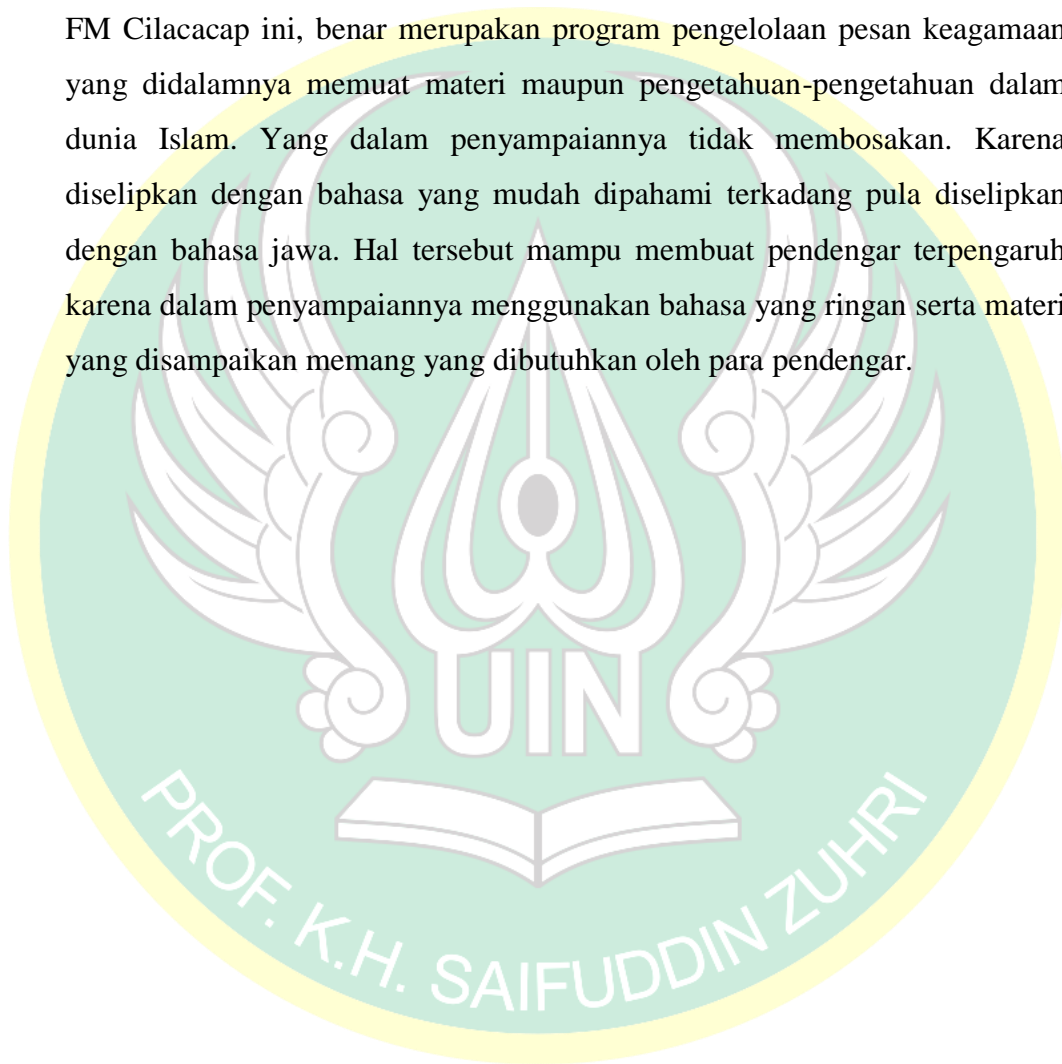 FM Cilacacap ini, benar merupakan program pengelolaan pesan keagamaan
yang didalamnya memuat materi maupun pengetahuan-pengetahuan dalam
dunia Islam. Yang dalam penyampaiannya tidak membosakan. Karena
diselipkan dengan bahasa yang mudah dipahami terkadang pula diselipkan
dengan bahasa jawa. Hal tersebut mampu membuat pendengar terpengaruh
karena dalam penyampaiannya menggunakan bahasa yang ringan serta materi
yang disampaikan memang yang dibutuhkan oleh para pendengar.
UIN
PROF. K.H. SAIFUDDIN ZUHRI